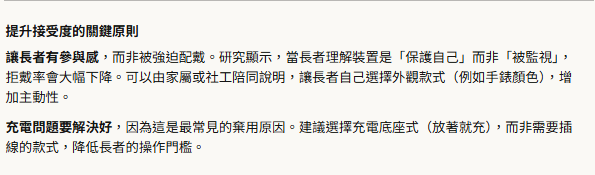 提升接受度的關鍵原則
讓長者有參與感，而非被強迫配戴。研究顯示，當長者理解裝置是「保護自己」而非「被監視」，
拒戴率會大幅下降。可以由家屬或社工陪同說明，讓長者自己選擇外觀款式（例如手錶顏色），增
加主動性。
充電問題要解決好，因為這是最常見的棄用原因。建議選擇充電底座式（放著就充），而非需要插
線的款式，降低長者的操作門檻。